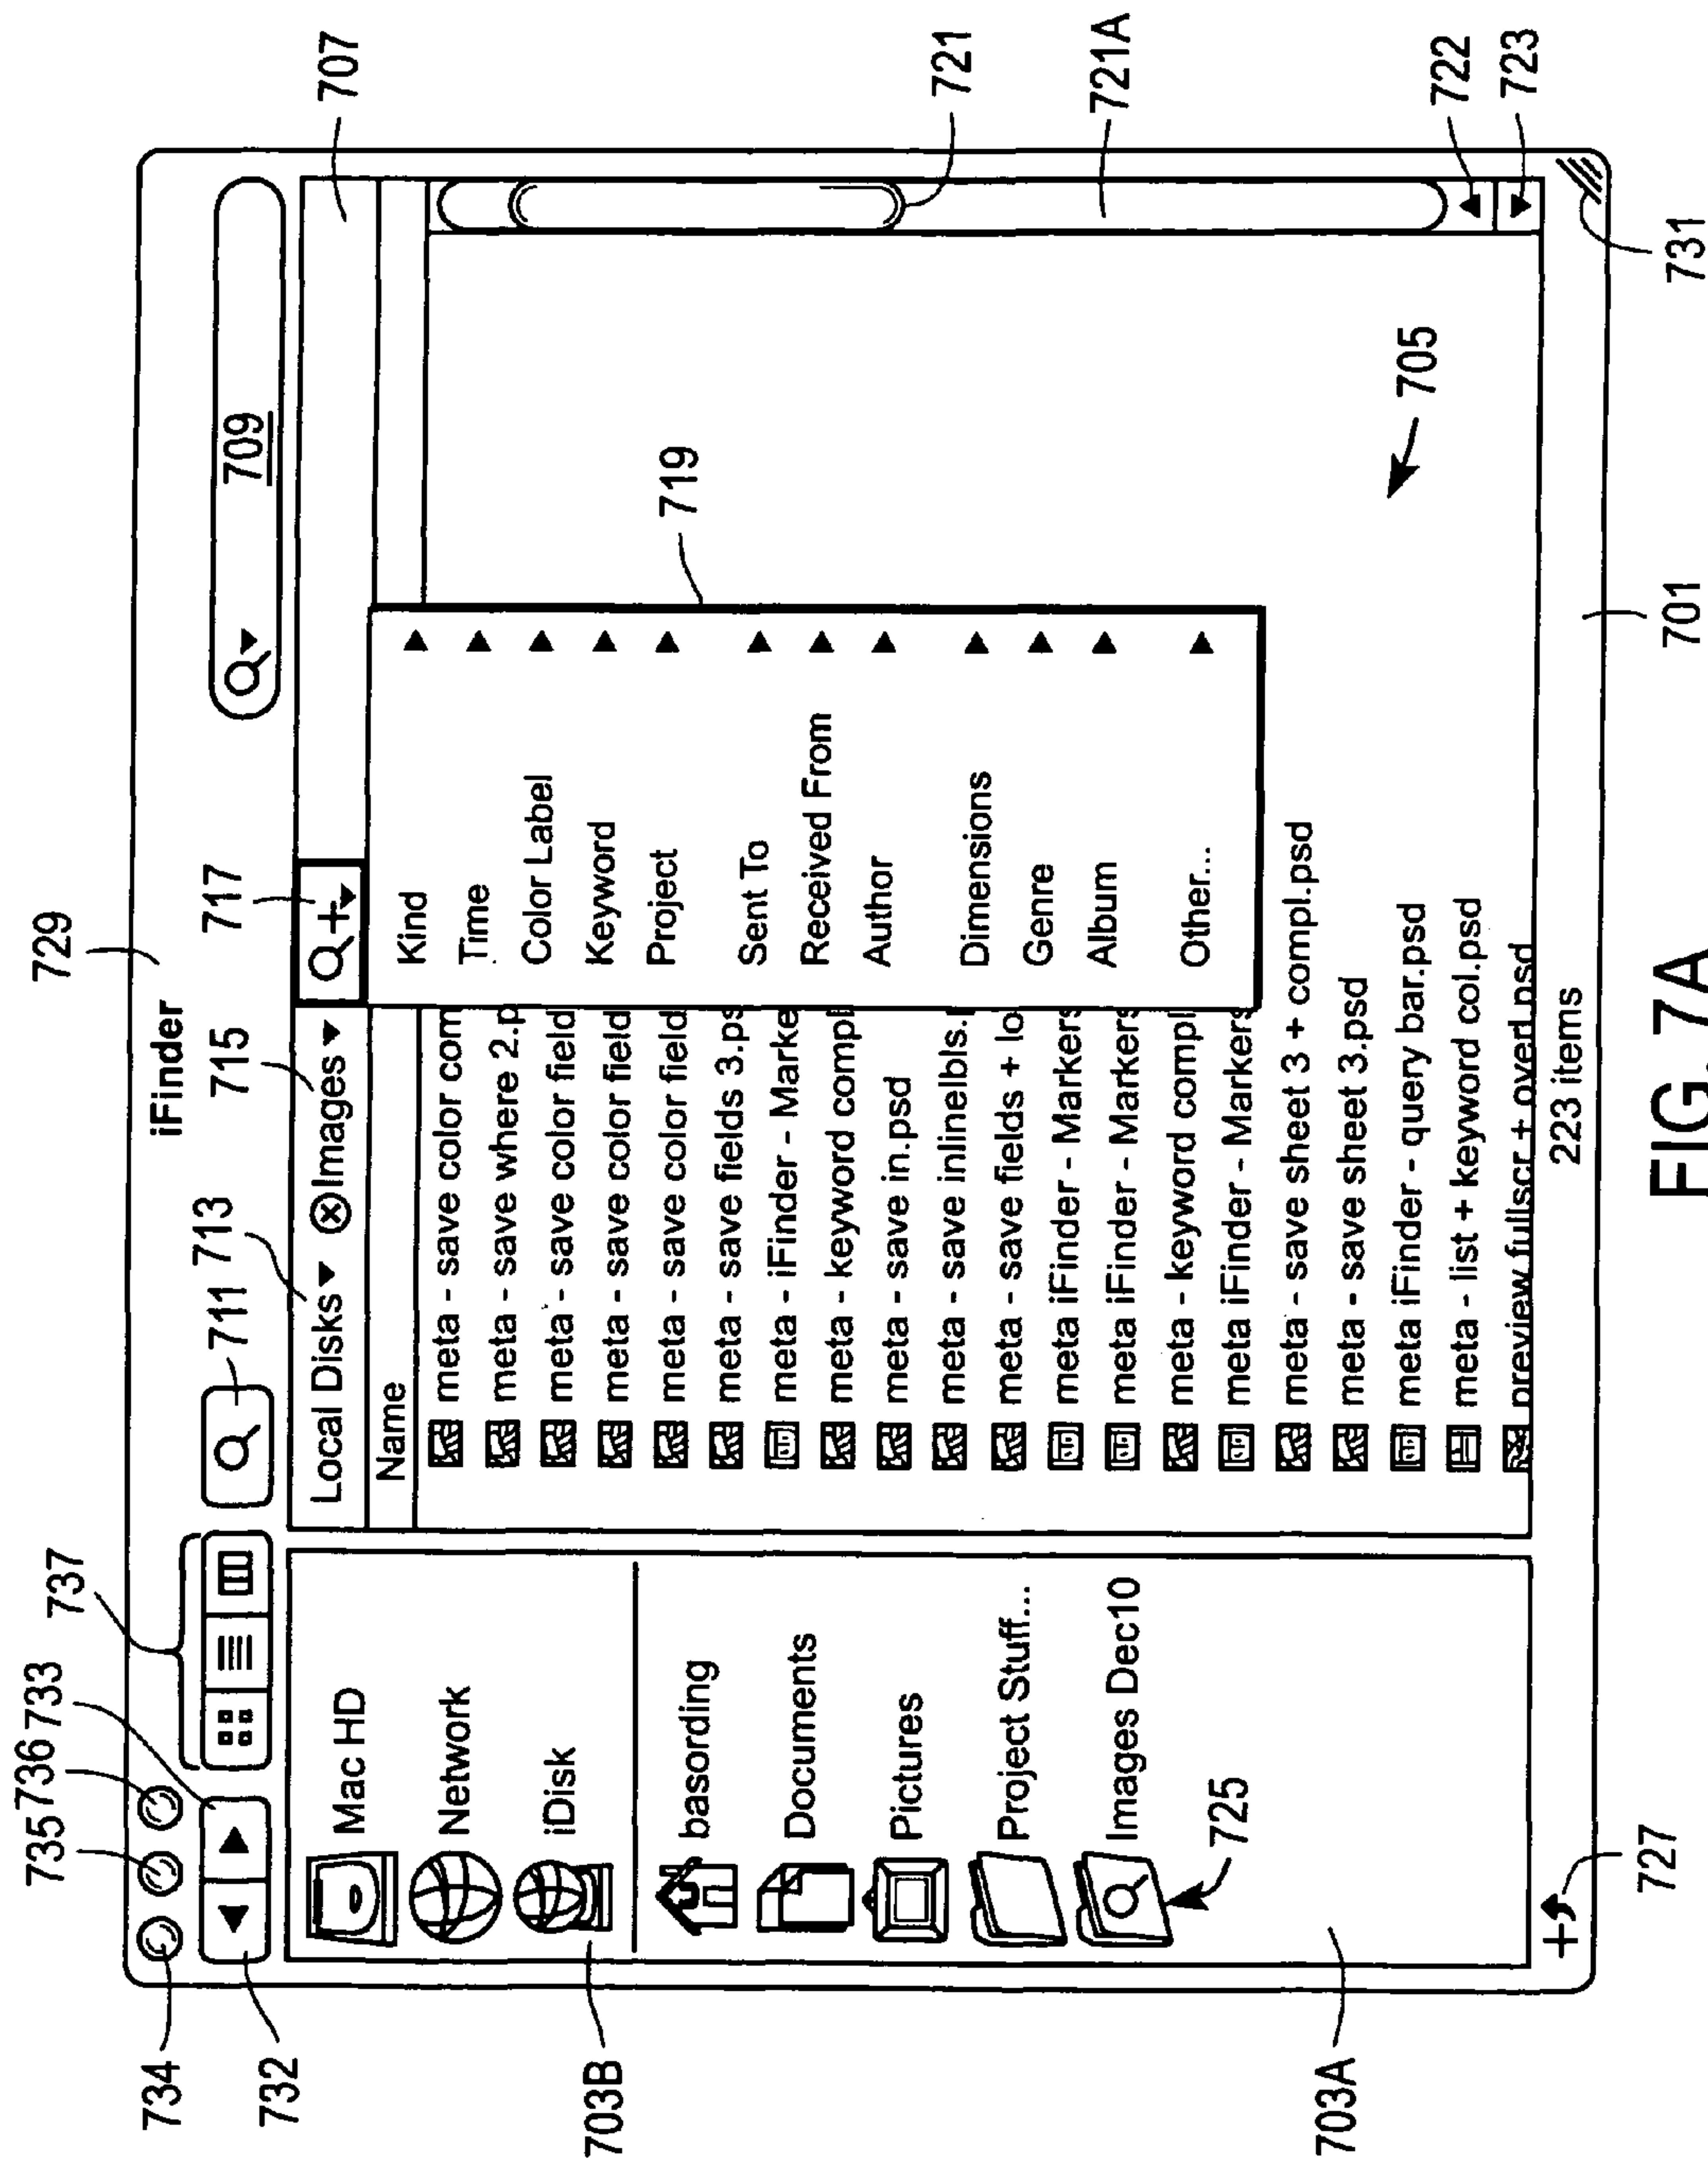 729
iFinder
734
735
736
733
737
711
713
715
717
732
709
707
Local Disks
Images
Name
Mac HD
Network
iDisk
703B
basording
Documents
Pictures
Project Stuff...
Images Dec10
725
703A
meta - save color com
meta - save where 2.p
meta - save color field
meta - save color field
meta - save color field
meta - save fields 3.ps
meta - iFinder - Marke
meta - keyword compl
meta - save in.psd
meta - save inlinelbls.
meta - save fields + lo
meta iFinder - Markers
meta iFinder - Markers
meta - keyword compl
meta iFinder - Markers
meta - save sheet 3 + compl.psd
meta - save sheet 3.psd
meta iFinder - query bar.psd
meta - list + keyword col.psd
preview fullscr + overl.psd
Kind
Time
Color Label
Keyword
Project
Sent To
Received From
Author
Dimensions
Genre
Album
Other...
719
721
721A
722
723
705
223 items
727
701
731
FIG. 7A